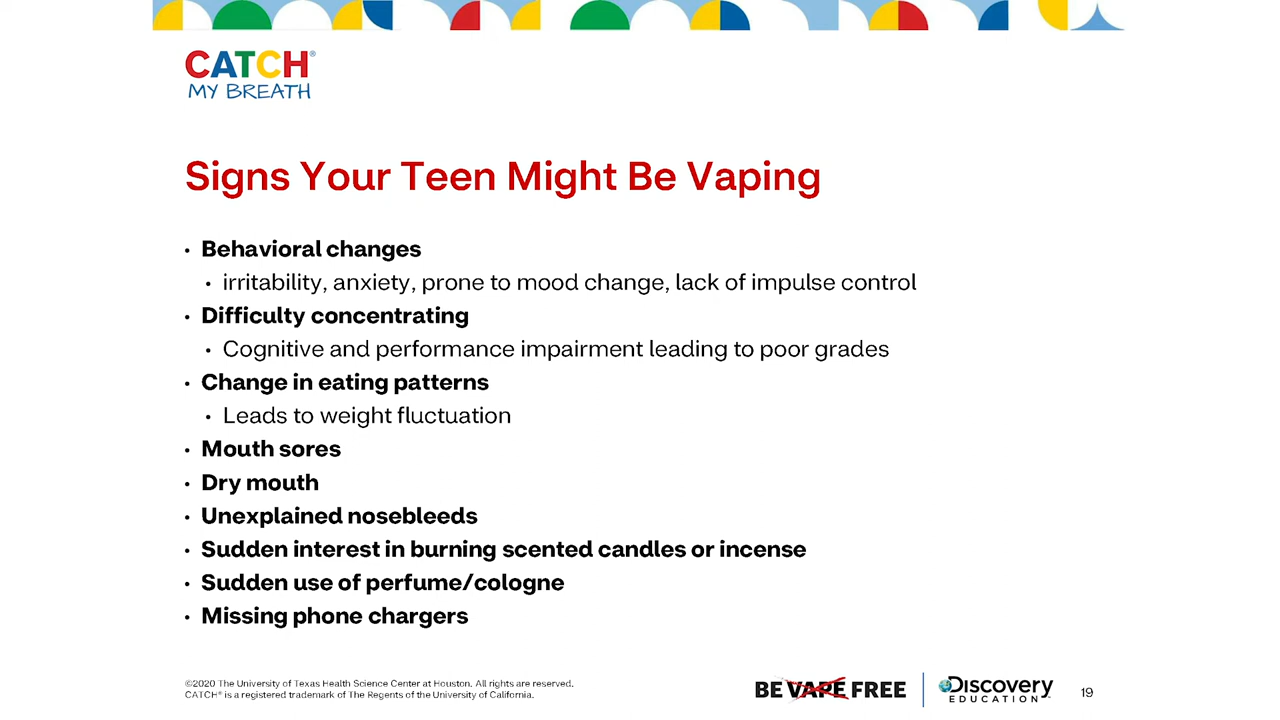 CATCH®
MY BREATH
Signs Your Teen Might Be Vaping
• Behavioral changes
• irritability, anxiety, prone to mood change, lack of impulse control
• Difficulty concentrating
• Cognitive and performance impairment leading to poor grades
• Change in eating patterns
• Leads to weight fluctuation
• Mouth sores
• Dry mouth
• Unexplained nosebleeds
• Sudden interest in burning scented candles or incense
• Sudden use of perfume/cologne
• Missing phone chargers
©2020 The University of Texas Health Science Center at Houston. All rights are reserved.
CATCH® is a registered trademark of The Regents of the University of California.
BE VAPE FREE
Discovery
EDUCATION
19